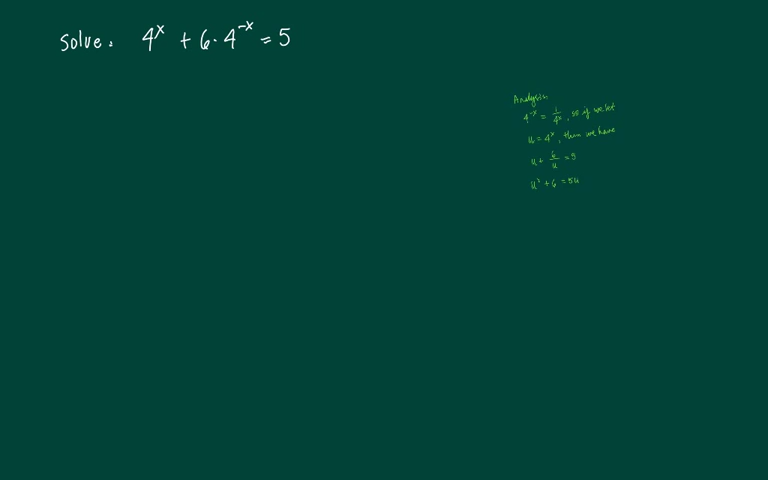 Solve: 4^x + 6·4^-x = 5
Analysis:
4^-x = 1/4^x, so if we let
u = 4^x, then we have
u + 6/u = 5
u² + 6 = 5u